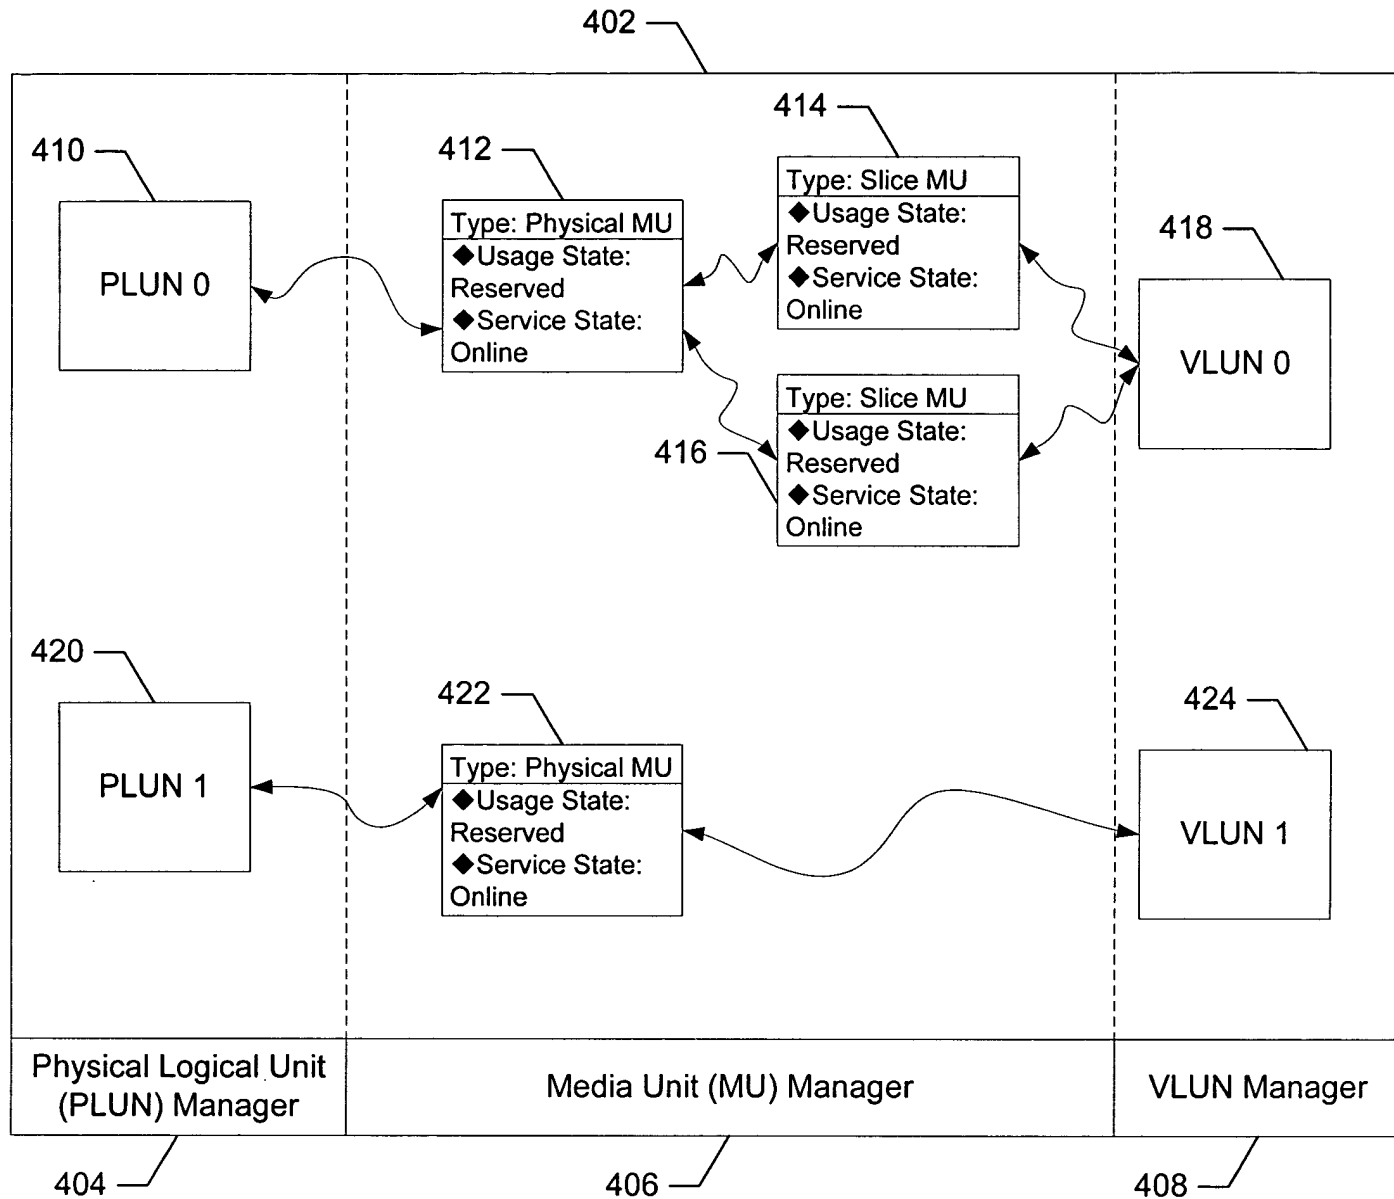 402
414
410
412
Type: Slice MU
◆Usage State:
Reserved
◆Service State:
Online
418
Type: Physical MU
◆Usage State:
Reserved
◆Service State:
Online
PLUN 0
VLUN 0
Type: Slice MU
◆Usage State:
Reserved
◆Service State:
Online
416
420
422
424
PLUN 1
Type: Physical MU
◆Usage State:
Reserved
◆Service State:
Online
VLUN 1
Physical Logical Unit
(PLUN) Manager
Media Unit (MU) Manager
VLUN Manager
404
406
408